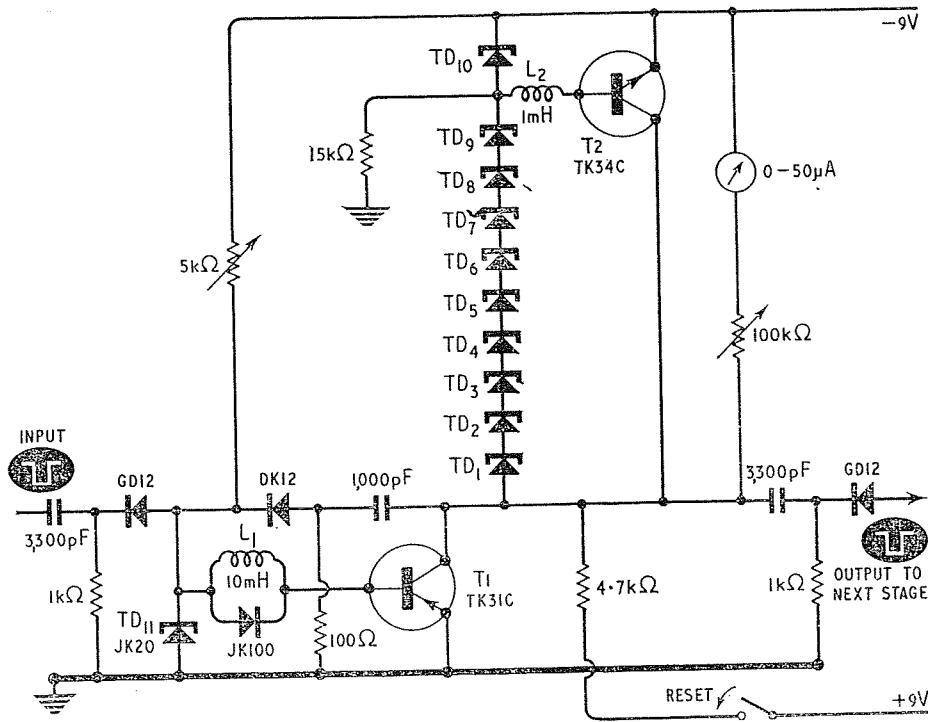 −9V
TD10
L2
1mH
T2
TK34C
15kΩ
TD9
TD8
TD7
TD6
TD5
TD4
TD3
TD2
TD1
0−50μA
5kΩ
100kΩ
INPUT
3,300pF
GD12
DK12
1,000pF
3,300pF
GD12
L1
10mH
JK100
T1
TK31C
1kΩ
TD11
JK20
100Ω
4·7kΩ
1kΩ
OUTPUT TO
NEXT STAGE
RESET
+9V